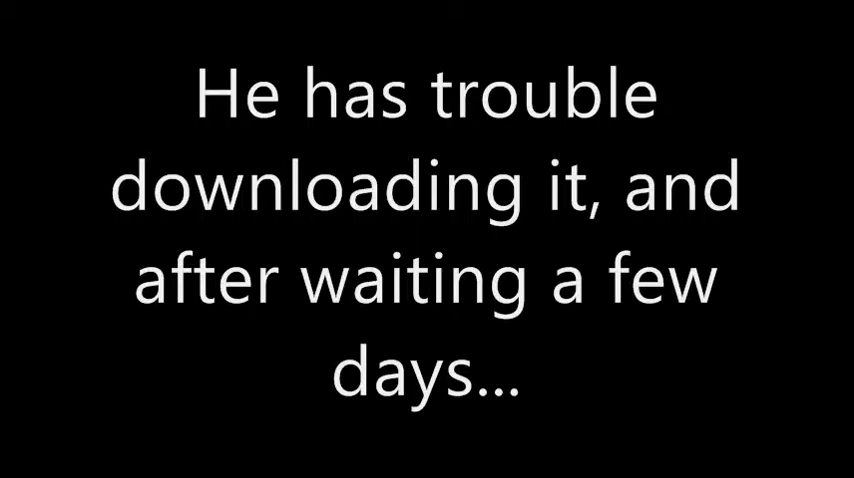 He has trouble
downloading it, and
after waiting a few
days...